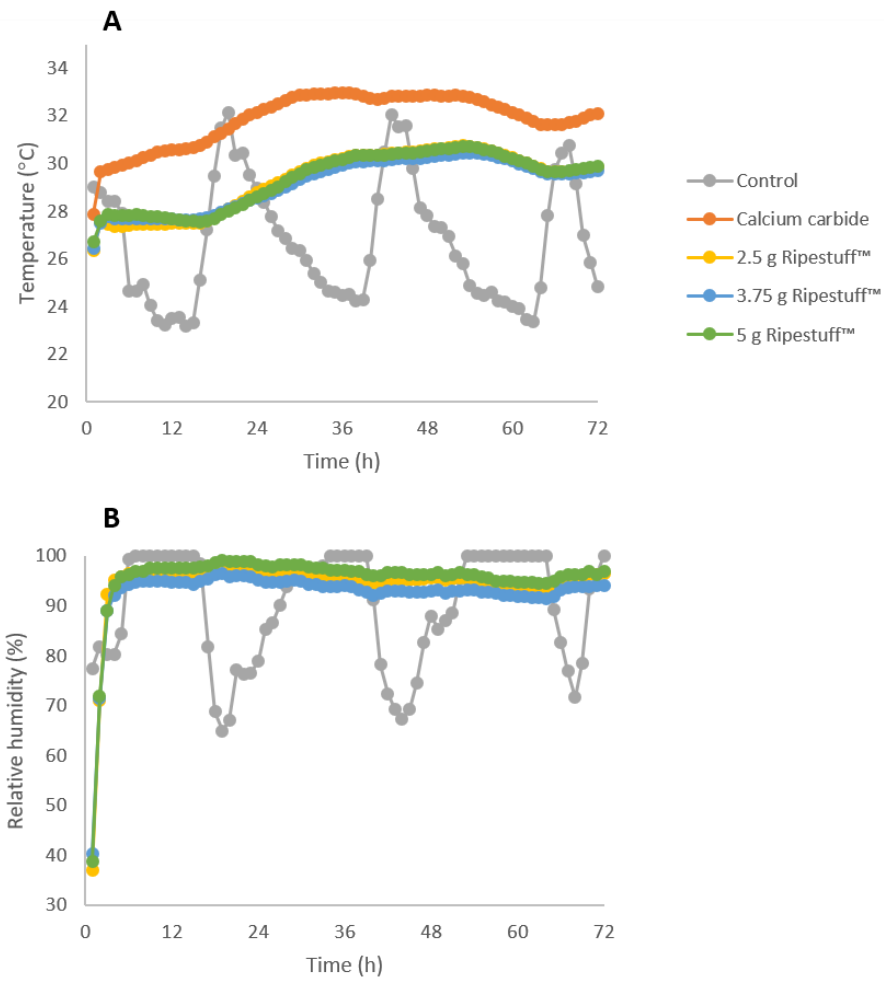 A
34
32
30
28
26
24
22
20
Temperature (°C)
0 12 24 36 48 60 72
Time (h)
Control
Calcium carbide
2.5 g Ripestuff™
3.75 g Ripestuff™
5 g Ripestuff™
B
100
90
80
70
60
50
40
30
Relative humidity (%)
0 12 24 36 48 60 72
Time (h)